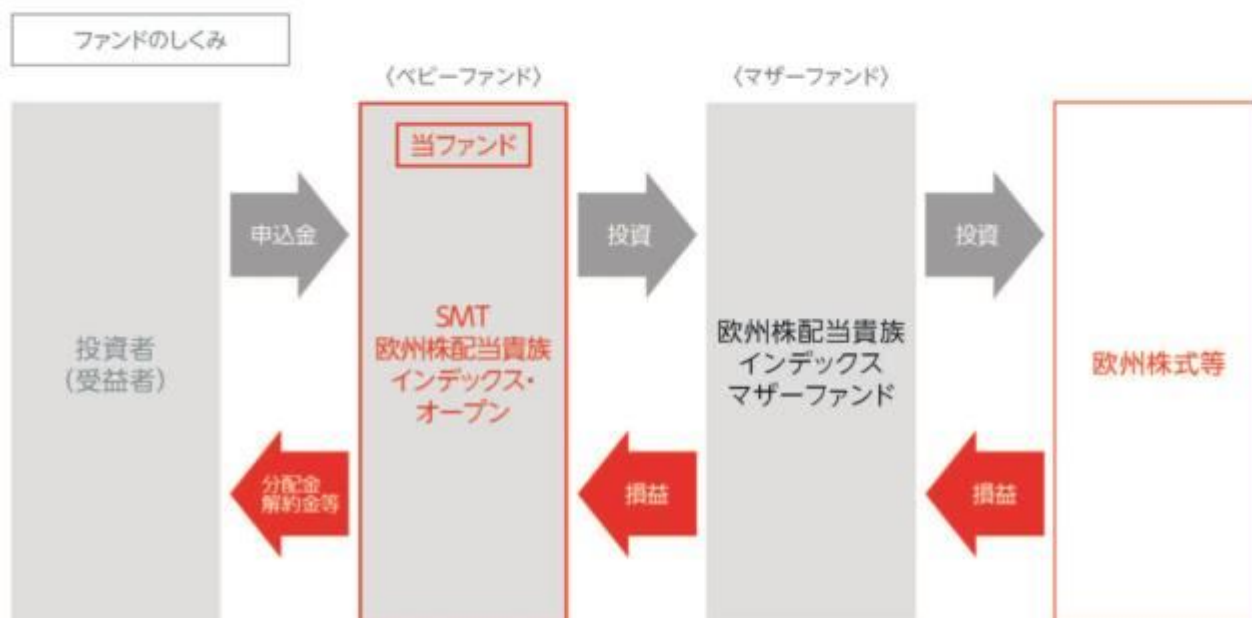 ファンドのしくみ
〈ベビーファンド〉
〈マザーファンド〉
当ファンド
申込金
投資
投資
投資者
(受益者)
SMT
欧州株配当貴族
インデックス・
オープン
欧州株配当貴族
インデックス
マザーファンド
欧州株式等
分配金
解約金等
損益
損益